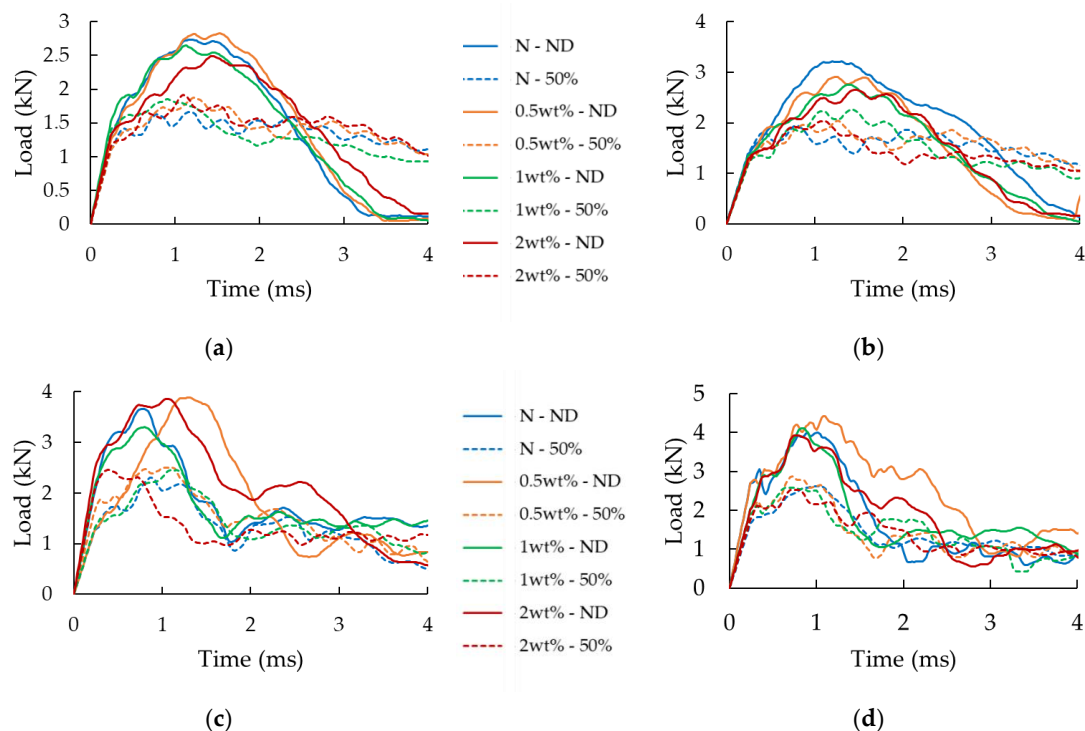 Load (kN)
3
2.5
2
1.5
1
0.5
0
0 1 2 3 4
Time (ms)
(a)
N - ND
N - 50%
0.5wt% - ND
0.5wt% - 50%
1wt% - ND
1wt% - 50%
2wt% - ND
2wt% - 50%
Load (kN)
4
3
2
1
0
0 1 2 3 4
Time (ms)
(b)
Load (kN)
4
3
2
1
0
0 1 2 3 4
Time (ms)
(c)
N - ND
N - 50%
0.5wt% - ND
0.5wt% - 50%
1wt% - ND
1wt% - 50%
2wt% - ND
2wt% - 50%
Load (kN)
5
4
3
2
1
0
0 1 2 3 4
Time (ms)
(d)